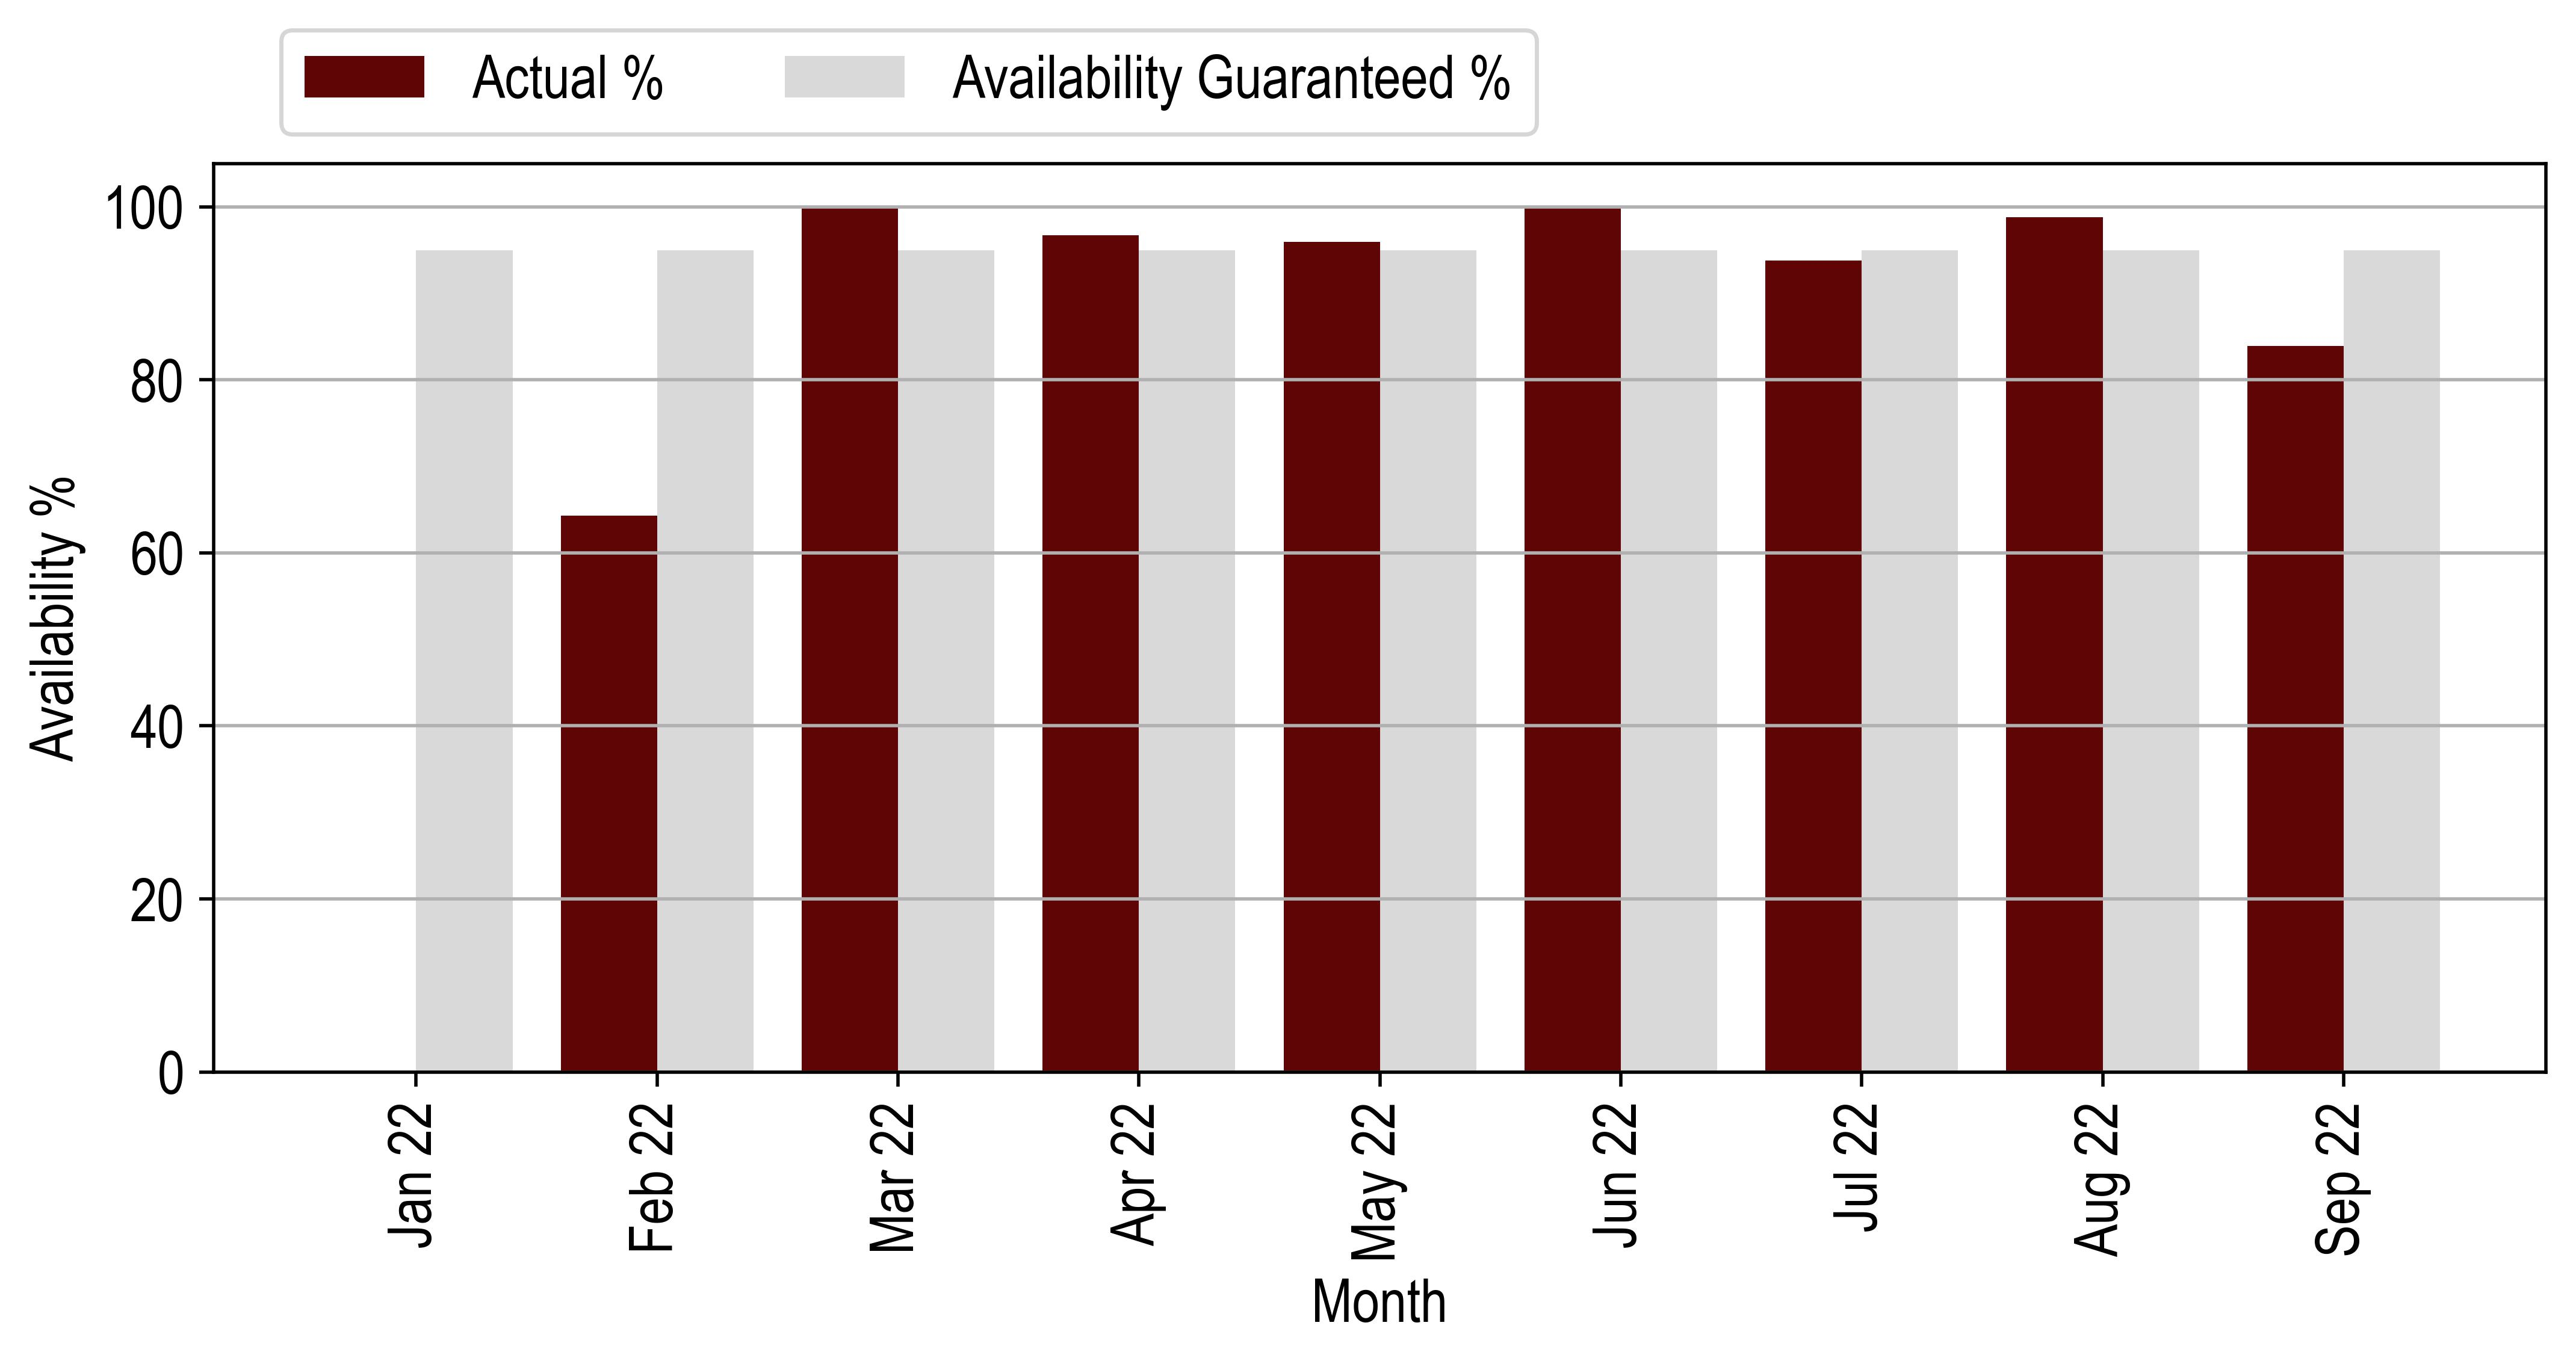 Actual %
Availability Guaranteed %
Availability %
100
80
60
40
20
0
Jan 22
Feb 22
Mar 22
Apr 22
May 22
Jun 22
Jul 22
Aug 22
Sep 22
Month